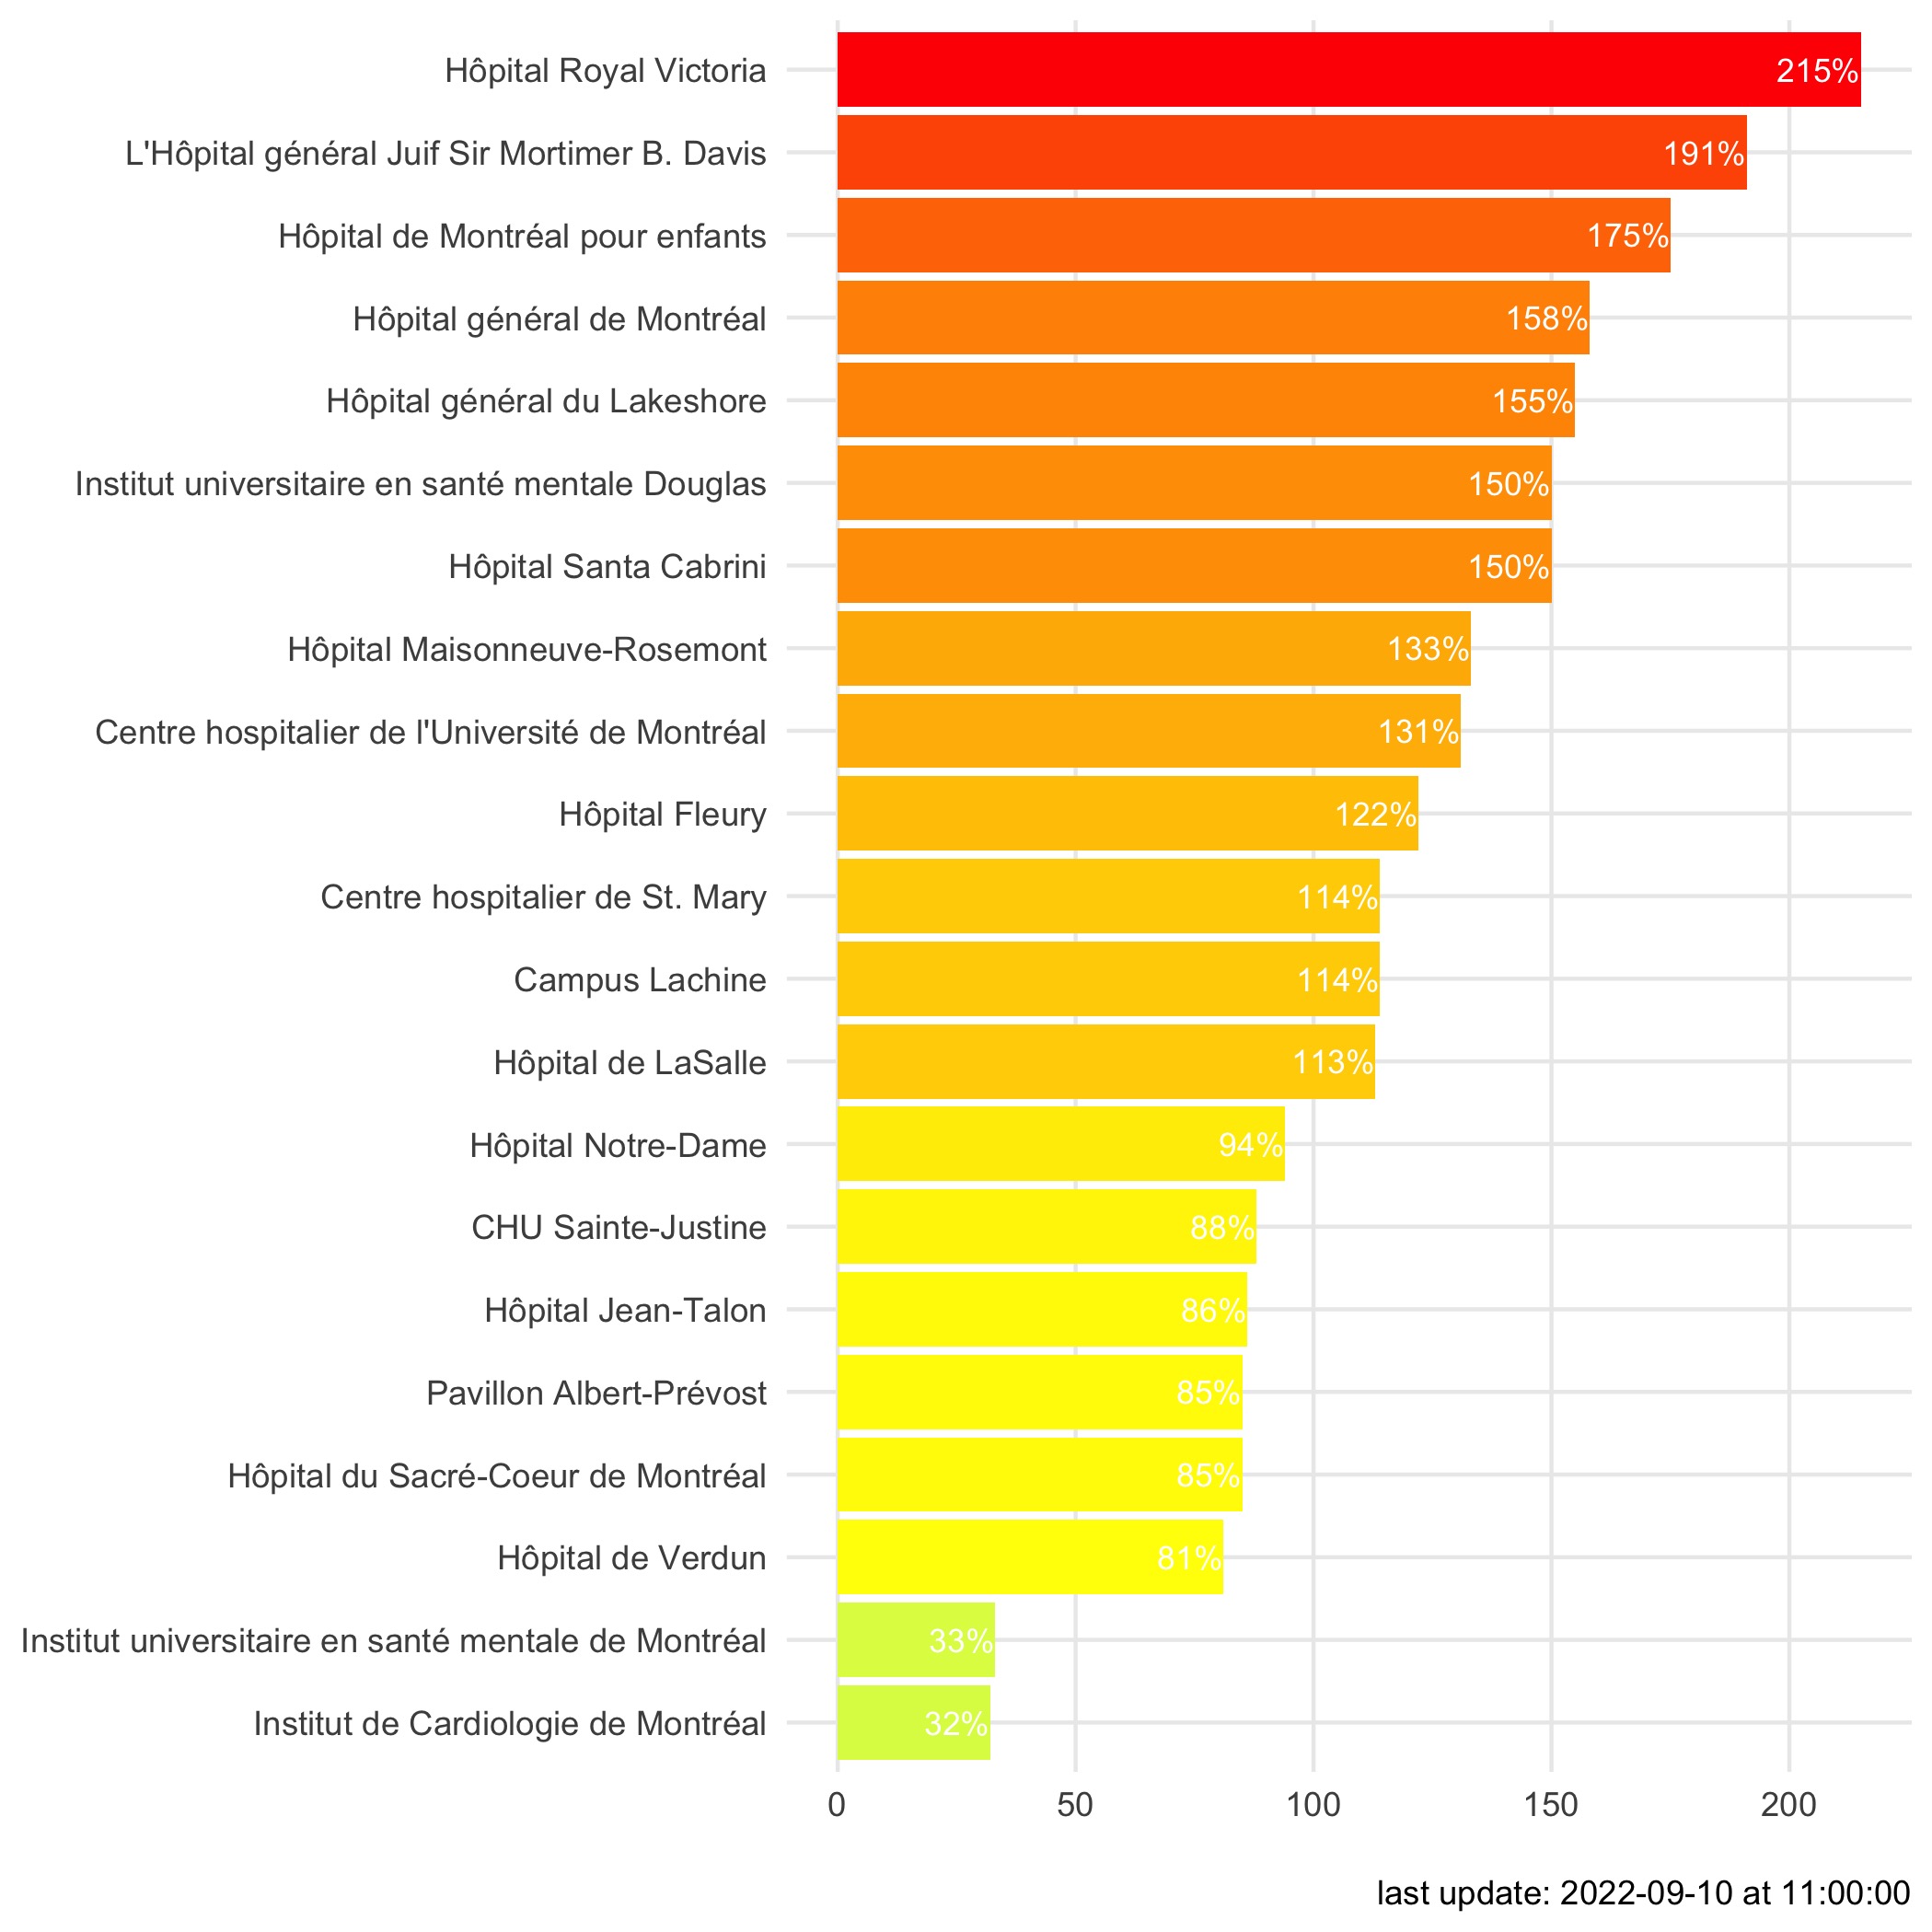 Hôpital Royal Victoria 215%
L'Hôpital général Juif Sir Mortimer B. Davis 191%
Hôpital de Montréal pour enfants 175%
Hôpital général de Montréal 158%
Hôpital général du Lakeshore 155%
Institut universitaire en santé mentale Douglas 150%
Hôpital Santa Cabrini 150%
Hôpital Maisonneuve-Rosemont 133%
Centre hospitalier de l'Université de Montréal 131%
Hôpital Fleury 122%
Centre hospitalier de St. Mary 114%
Campus Lachine 114%
Hôpital de LaSalle 113%
Hôpital Notre-Dame 94%
CHU Sainte-Justine 88%
Hôpital Jean-Talon 86%
Pavillon Albert-Prévost 85%
Hôpital du Sacré-Coeur de Montréal 85%
Hôpital de Verdun 81%
Institut universitaire en santé mentale de Montréal 33%
Institut de Cardiologie de Montréal 32%
0 50 100 150 200
last update: 2022-09-10 at 11:00:00